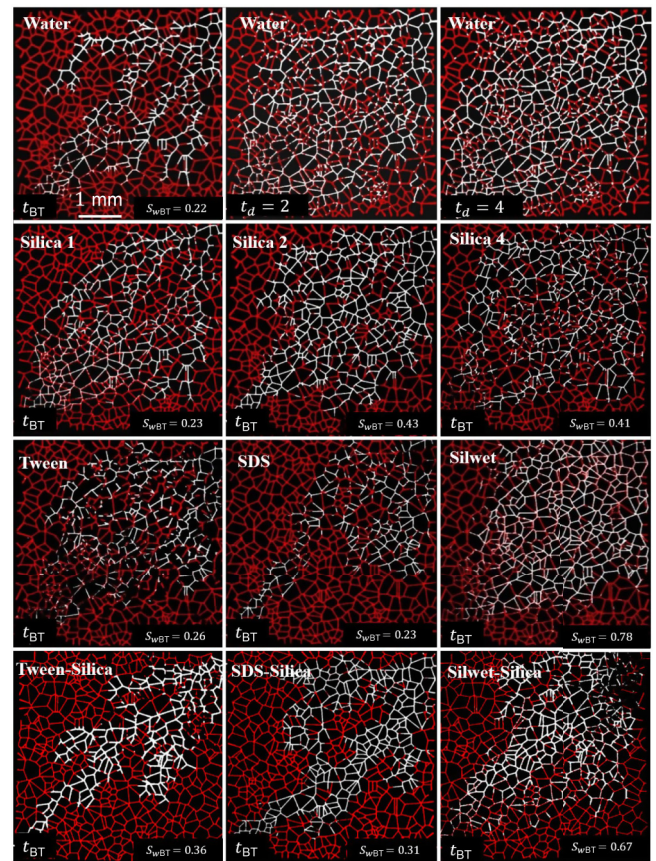 Water
Water
Water
t_BT
1 mm
S_wBT = 0.22
t_d = 2
t_d = 4
Silica 1
Silica 2
Silica 4
t_BT
S_wBT = 0.23
t_BT
S_wBT = 0.43
t_BT
S_wBT = 0.41
Tween
SDS
Silwet
t_BT
S_wBT = 0.26
t_BT
S_wBT = 0.23
t_BT
S_wBT = 0.78
Tween-Silica
SDS-Silica
Silwet-Silica
t_BT
S_wBT = 0.36
t_BT
S_wBT = 0.31
t_BT
S_wBT = 0.67